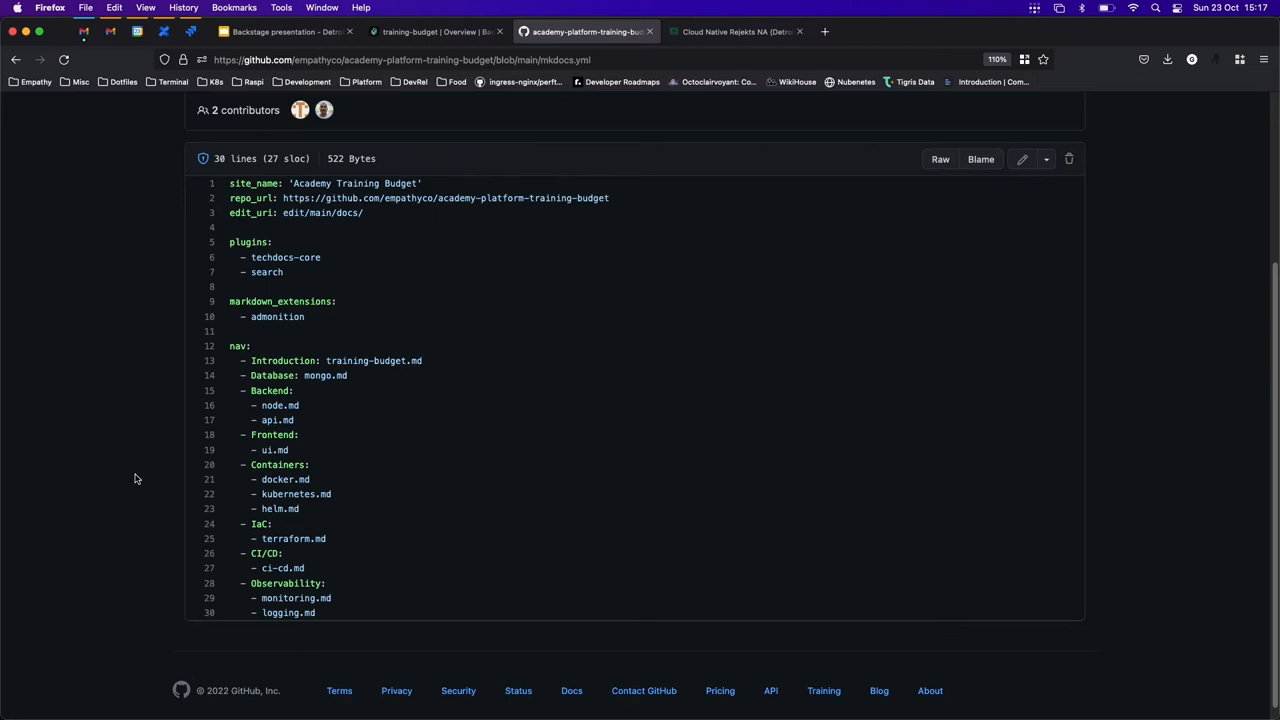 Firefox File Edit View History Bookmarks Tools Window Help Sun 23 Oct 15:17
Backstage presentation - Detro training-budget | Overview | Ba academy-platform-training-bud Cloud Native Rejekts NA (Detro
https://github.com/empathyco/academy-platform-training-budget/blob/main/mkdocs.yml 110%
Empathy Misc Dotfiles Terminal K8s Raspi Development Platform DevRel Food ingress-nginx/perft... Developer Roadmaps Octoclairvoyant: Co... WikiHouse Nubenetes Tigris Data Introduction | Com...
2 contributors
30 lines (27 sloc) 522 Bytes Raw Blame
1 site_name: 'Academy Training Budget'
2 repo_url: https://github.com/empathyco/academy-platform-training-budget
3 edit_uri: edit/main/docs/
4
5 plugins:
6 - techdocs-core
7 - search
8
9 markdown_extensions:
10 - admonition
11
12 nav:
13 - Introduction: training-budget.md
14 - Database: mongo.md
15 - Backend:
16 - node.md
17 - api.md
18 - Frontend:
19 - ui.md
20 - Containers:
21 - docker.md
22 - kubernetes.md
23 - helm.md
24 - IaC:
25 - terraform.md
26 - CI/CD:
27 - ci-cd.md
28 - Observability:
29 - monitoring.md
30 - logging.md
© 2022 GitHub, Inc. Terms Privacy Security Status Docs Contact GitHub Pricing API Training Blog About